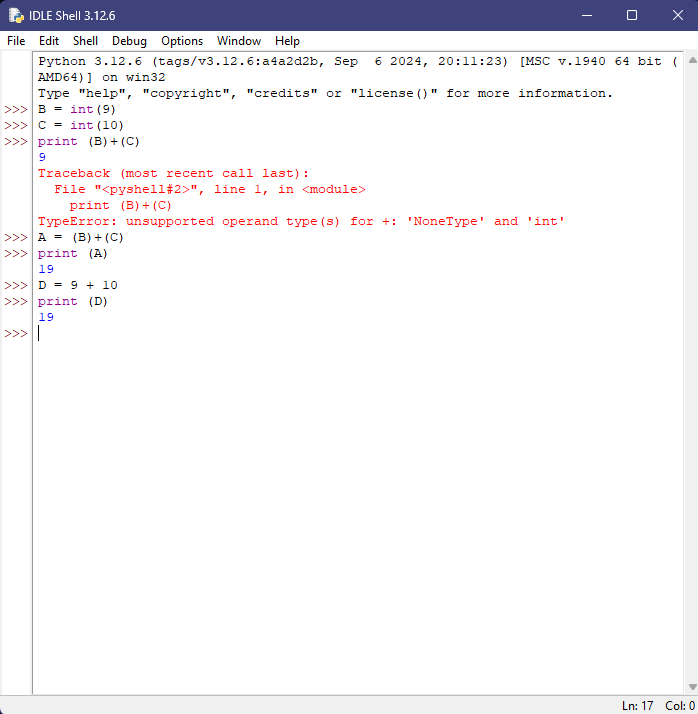 IDLE Shell 3.12.6
File Edit Shell Debug Options Window Help
Python 3.12.6 (tags/v3.12.6:a4a2d2b, Sep  6 2024, 20:11:23) [MSC v.1940 64 bit (
AMD64)] on win32
Type "help", "copyright", "credits" or "license()" for more information.
>>> B = int(9)
>>> C = int(10)
>>> print (B)+(C)
9
Traceback (most recent call last):
  File "<pyshell#2>", line 1, in <module>
    print (B)+(C)
TypeError: unsupported operand type(s) for +: 'NoneType' and 'int'
>>> A = (B)+(C)
>>> print (A)
19
>>> D = 9 + 10
>>> print (D)
19
>>>
Ln: 17 Col: 0